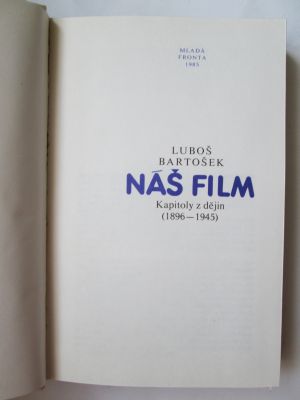 MLADÁ
FRONTA
1985
LUBOŠ
BARTOŠEK
NÁŠ FILM
Kapitoly z dějin
(1896—1945)